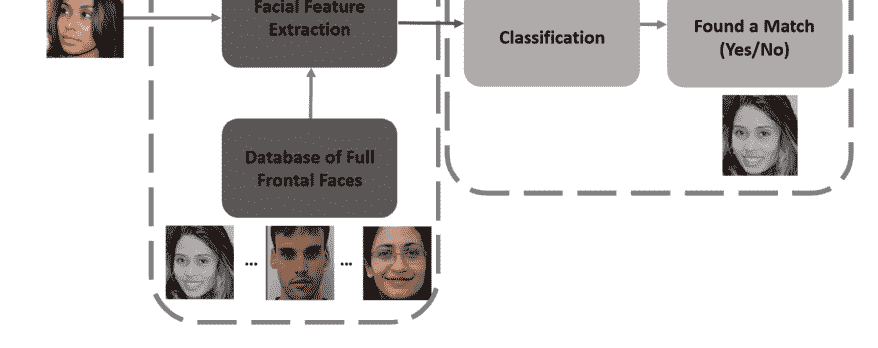 Facial Feature
Extraction
Classification
Found a Match
(Yes/No)
Database of Full
Frontal Faces
... ...